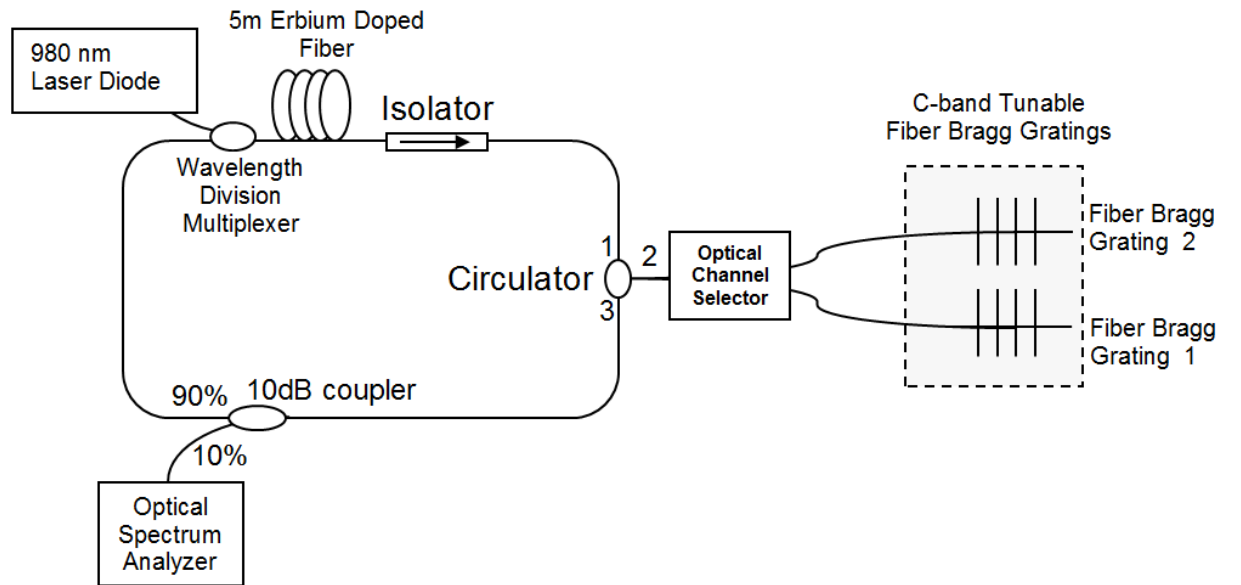 5m Erbium Doped
Fiber
980 nm
Laser Diode
Isolator
Wavelength
Division
Multiplexer
C-band Tunable
Fiber Bragg Gratings
Fiber Bragg
Grating 2
1
2
Circulator
3
Optical
Channel
Selector
Fiber Bragg
Grating 1
90%
10dB coupler
10%
Optical
Spectrum
Analyzer